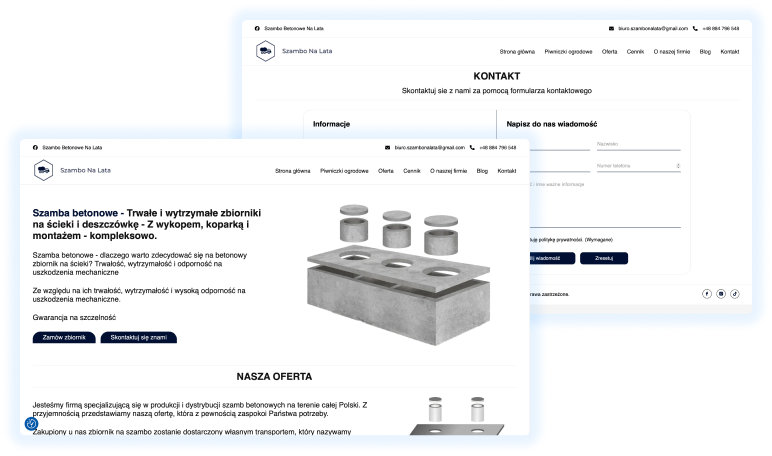 Szambo Betonowe Na Lata
biuro.szambonalata@gmail.com
+48 884 796 548
Szambo Na Lata
Strona główna Piwniczki ogrodowe Oferta Cennik O naszej firmie Blog Kontakt
KONTAKT
Skontaktuj sie z nami za pomocą formularza kontaktowego
Informacje
Napisz do nas wiadomość
Nazwisko
Numer telefonu
i inne ważne informacje
politykę prywatności. (Wymagane)
wiadomość
Zresetuj
zastrzeżone.
Szambo Betonowe Na Lata
biuro.szambonalata@gmail.com
+48 884 796 548
Szambo Na Lata
Strona główna Piwniczki ogrodowe Oferta Cennik O naszej firmie Blog Kontakt
Szamba betonowe - Trwałe i wytrzymałe zbiorniki
na ścieki i deszczówkę - Z wykopem, koparką i
montażem - kompleksowo.
Szamba betonowe - dlaczego warto zdecydować się na betonowy
zbiornik na ścieki? Trwałość, wytrzymałość i odporność na
uszkodzenia mechaniczne
Ze względu na ich trwałość, wytrzymałość i wysoką odporność na
uszkodzenia mechaniczne.
Gwarancja na szczelność
Zamów zbiornik
Skontaktuj się znami
NASZA OFERTA
Jesteśmy firmą specjalizującą się w produkcji i dystrybucji szamb betonowych na terenie całej Polski. Z
przyjemnością przedstawiamy naszą ofertę, która z pewnością zaspokoi Państwa potrzeby.
Zakupiony u nas zbiornik na szambo zostanie dostarczony własnym transportem, który nazywamy